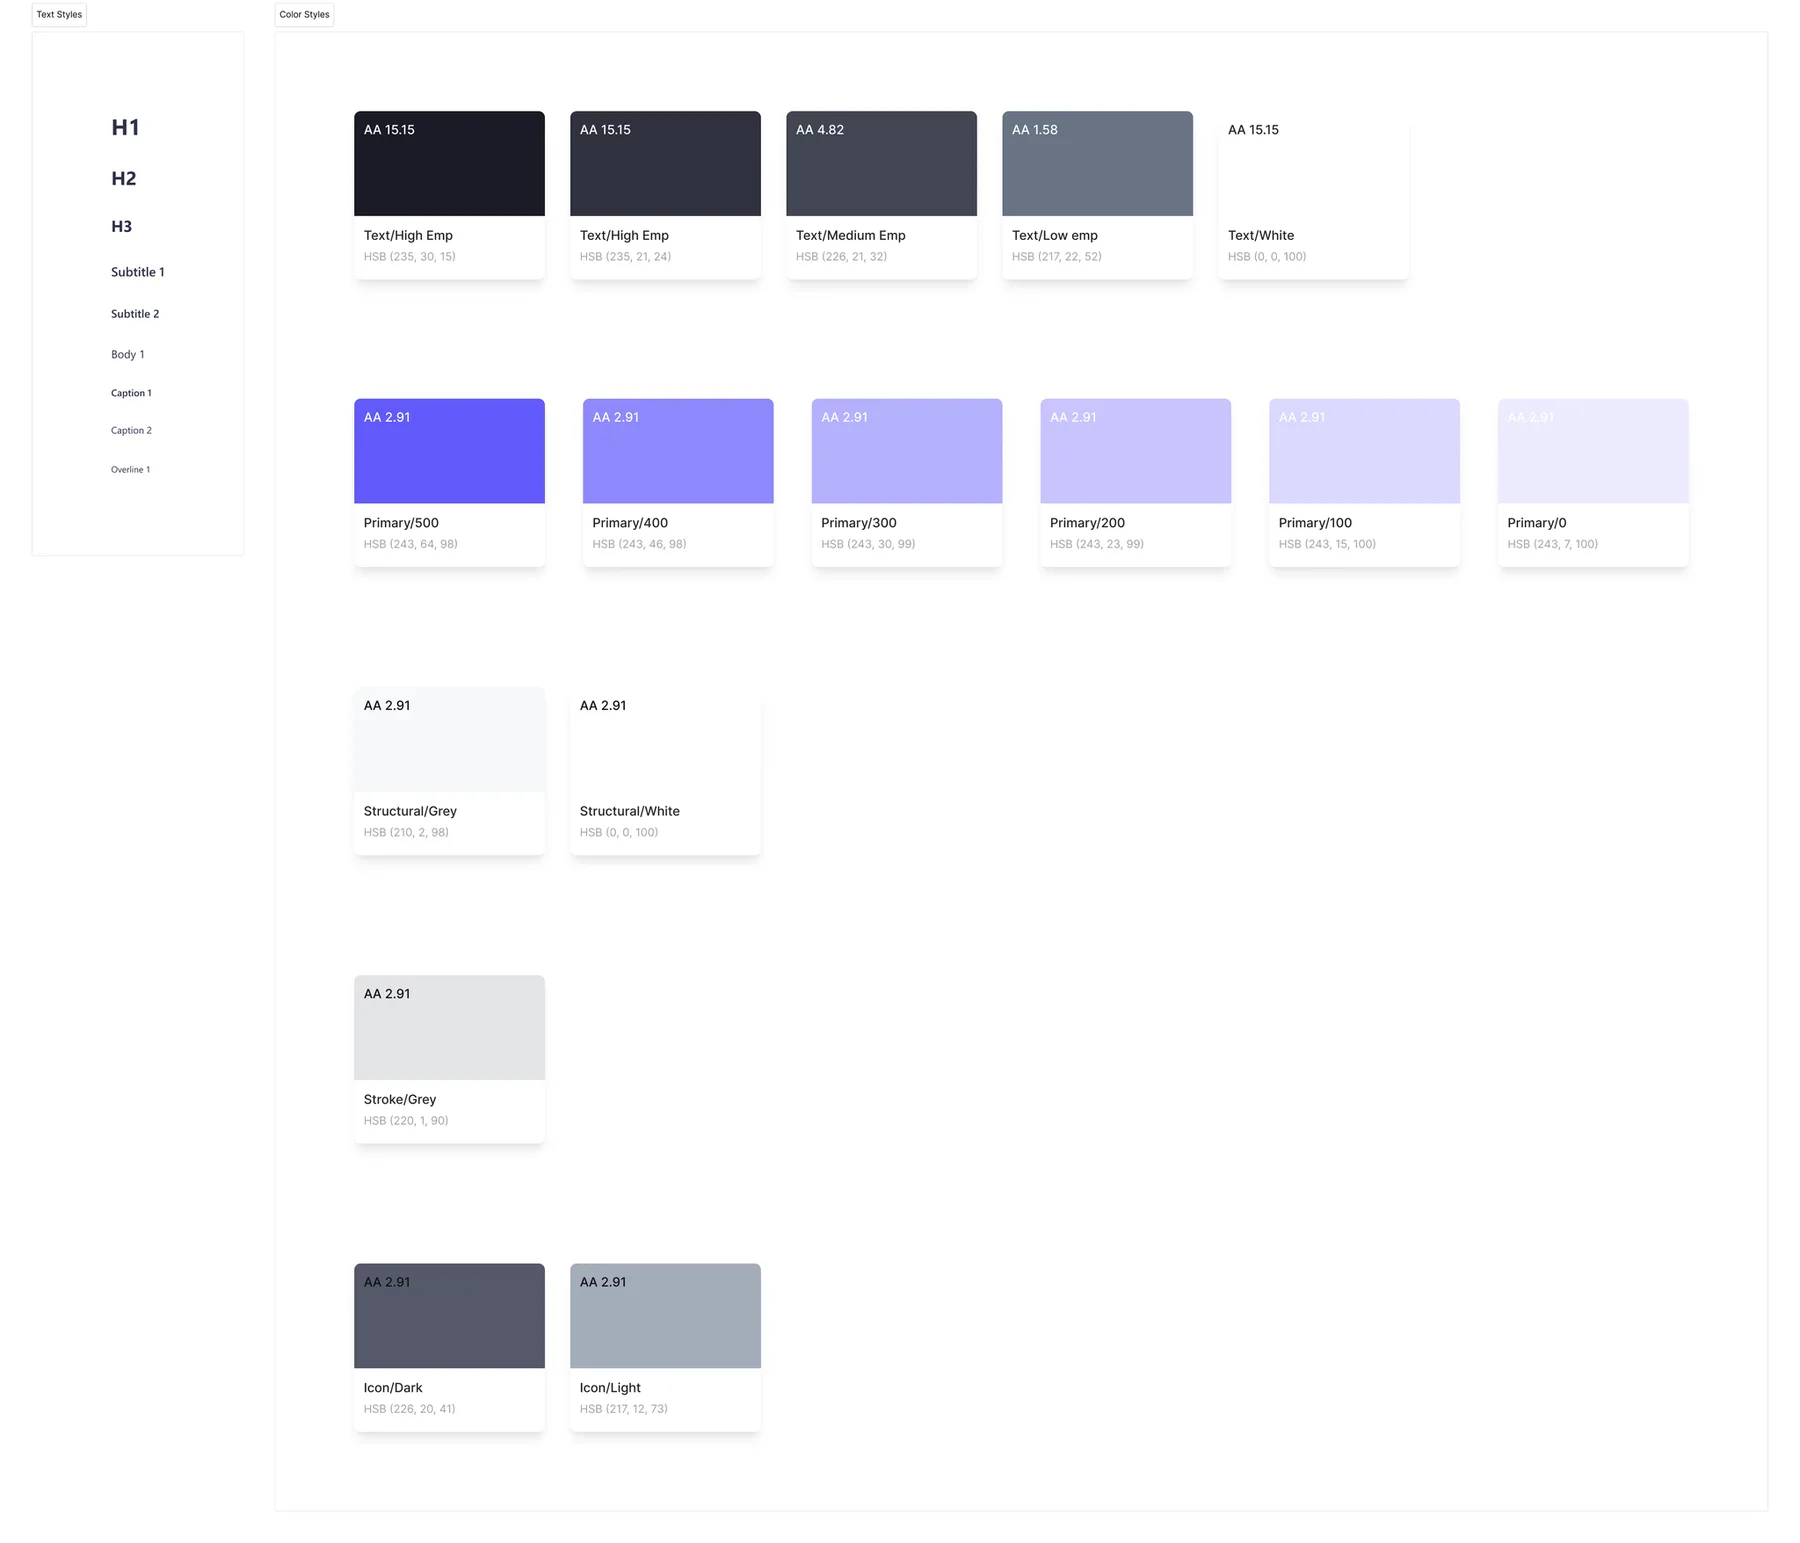 Text Styles
H1
H2
H3
Subtitle 1
Subtitle 2
Body 1
Caption 1
Caption 2
Overline 1
Color Styles
AA 15.15
Text/High Emp
HSB (235, 30, 15)
AA 15.15
Text/High Emp
HSB (235, 21, 24)
AA 4.82
Text/Medium Emp
HSB (226, 21, 32)
AA 1.58
Text/Low emp
HSB (217, 22, 52)
AA 15.15
Text/White
HSB (0, 0, 100)
AA 2.91
Primary/500
HSB (243, 64, 98)
AA 2.91
Primary/400
HSB (243, 46, 98)
AA 2.91
Primary/300
HSB (243, 30, 99)
AA 2.91
Primary/200
HSB (243, 23, 99)
AA 2.91
Primary/100
HSB (243, 15, 100)
AA 2.91
Primary/0
HSB (243, 7, 100)
AA 2.91
Structural/Grey
HSB (210, 2, 98)
AA 2.91
Structural/White
HSB (0, 0, 100)
AA 2.91
Stroke/Grey
HSB (220, 1, 90)
AA 2.91
Icon/Dark
HSB (226, 20, 41)
AA 2.91
Icon/Light
HSB (217, 12, 73)